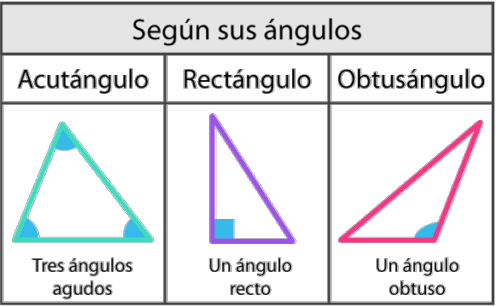 Según sus ángulos
Acutángulo
Rectángulo
Obtusángulo
Tres ángulos
agudos
Un ángulo
recto
Un ángulo
obtuso